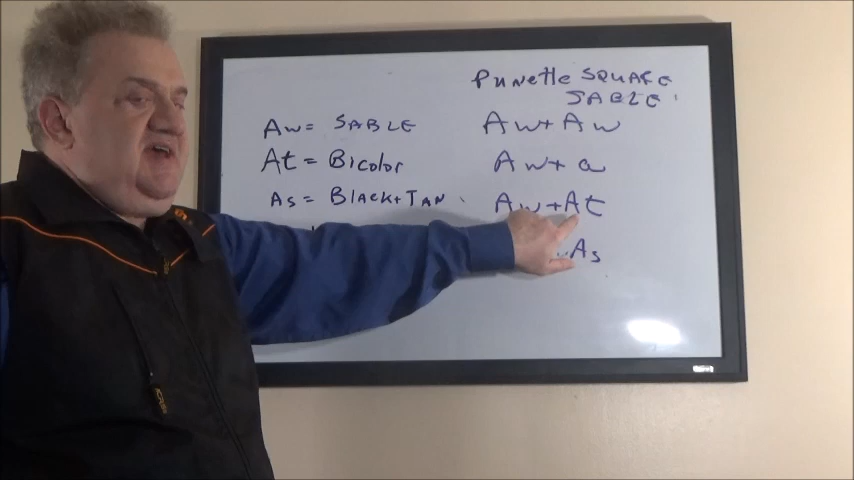 Punette SQUARE
SABLE.
Aw = SABLE
At = Bicolor
As = Black + TAN
Aw + Aw
Aw + a
Aw + At
As